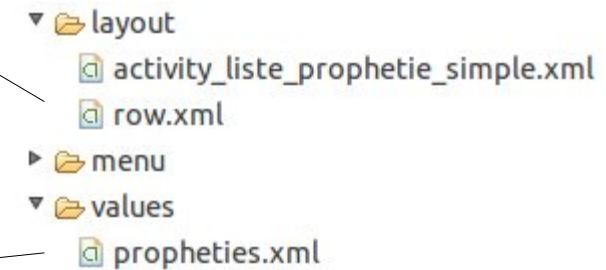 layout
activity_liste_prophetie_simple.xml
row.xml
menu
values
propheties.xml